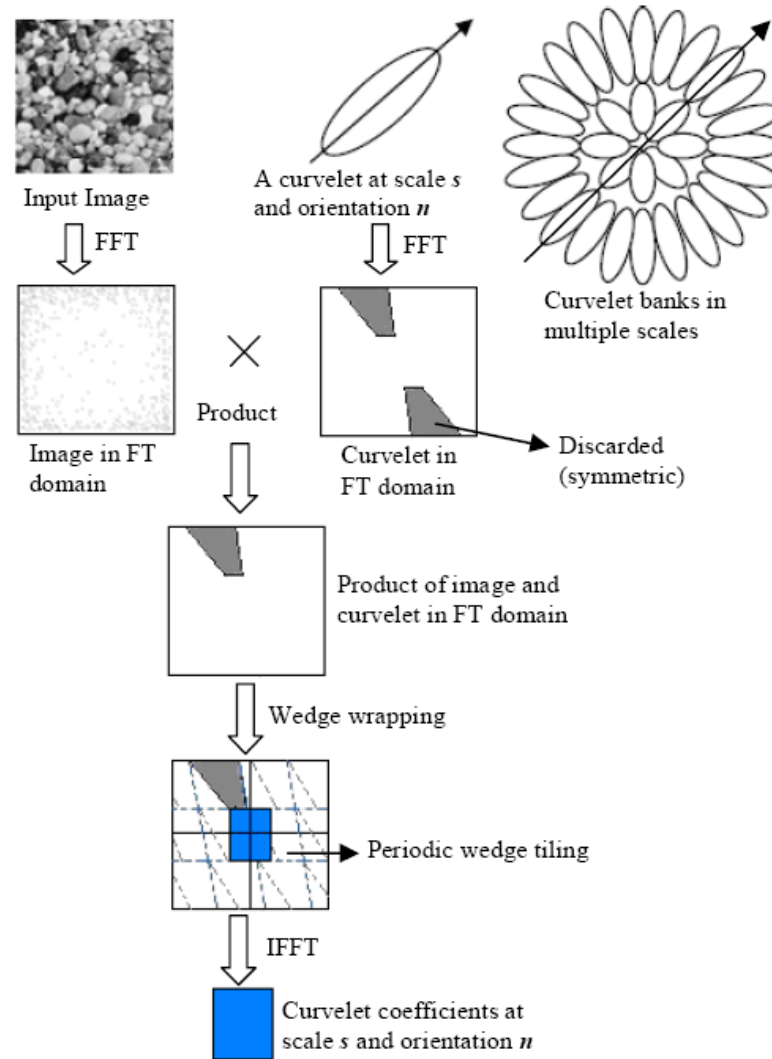 Input Image
A curvelet at scale s
and orientation n
FFT
FFT
Curvelet banks in
multiple scales
Product
Image in FT
domain
Curvelet in
FT domain
Discarded
(symmetric)
Product of image and
curvelet in FT domain
Wedge wrapping
Periodic wedge tiling
IFFT
Curvelet coefficients at
scale s and orientation n